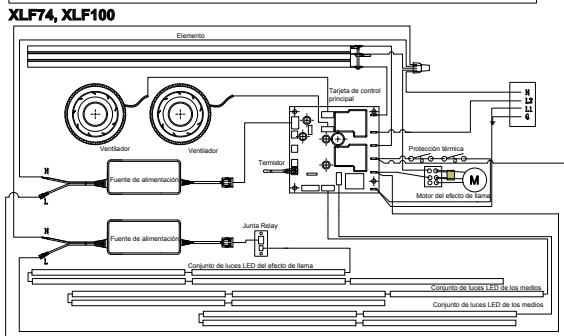 XLF74, XLF100
Elemento
Tarjeta de control
principal
N
L2
L1
G
Ventilador
Ventilador
Protección térmica
Termistor
N
Fuente de alimentación
L
M
Motor del efecto de llama
Junta Relay
N
Fuente de alimentación
L
Conjunto de luces LED del efecto de llama
Conjunto de luces LED de los medios
Conjunto de luces LED de los medios